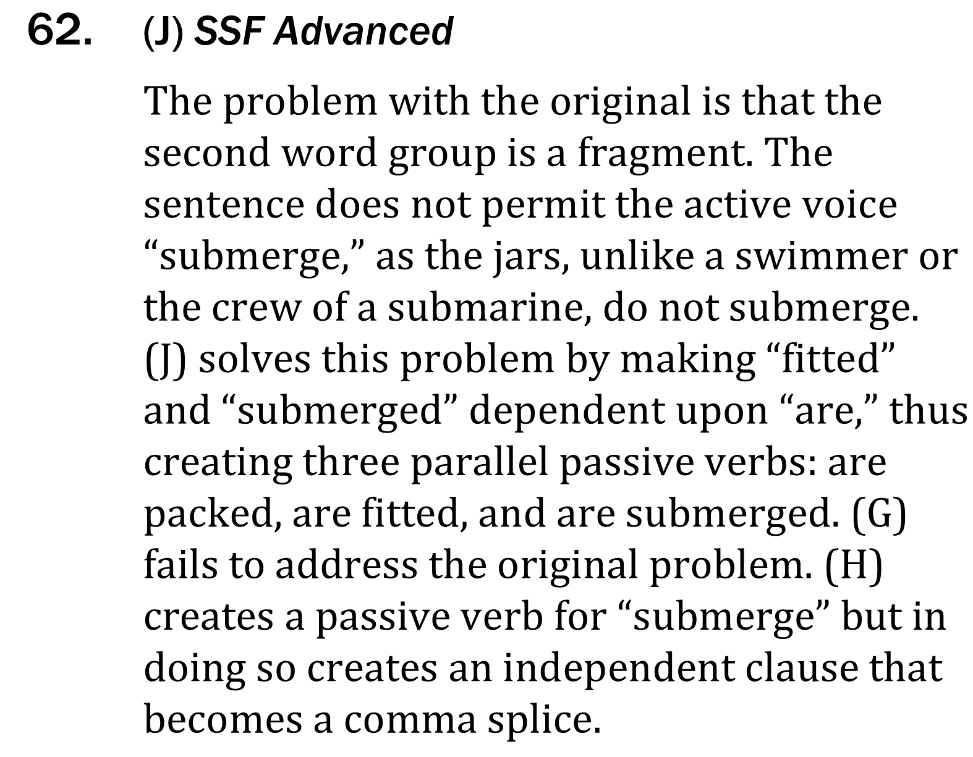 62. (J) SSF Advanced
The problem with the original is that the
second word group is a fragment. The
sentence does not permit the active voice
“submerge,” as the jars, unlike a swimmer or
the crew of a submarine, do not submerge.
(J) solves this problem by making “fitted”
and “submerged” dependent upon “are,” thus
creating three parallel passive verbs: are
packed, are fitted, and are submerged. (G)
fails to address the original problem. (H)
creates a passive verb for “submerge” but in
doing so creates an independent clause that
becomes a comma splice.